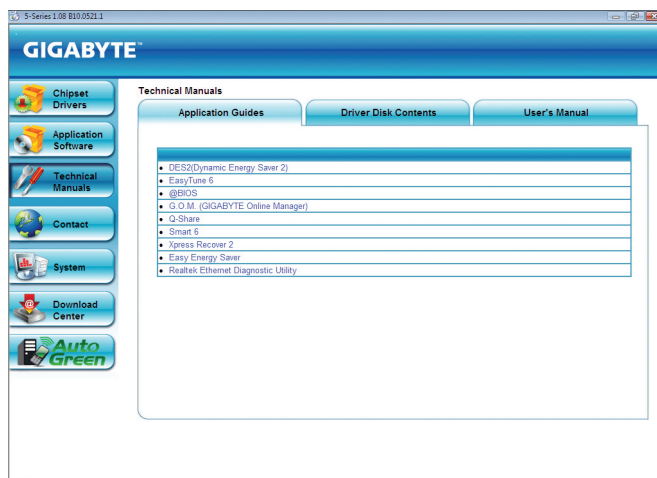 5-Series 1.08 B10.0521.1
GIGABYTE™
Chipset
Drivers
Application
Software
Technical
Manuals
Contact
System
Download
Center
Auto
Green
Technical Manuals
Application Guides
Driver Disk Contents
User's Manual
• DES2(Dynamic Energy Saver 2)
• EasyTune 6
• @BIOS
• G.O.M. (GIGABYTE Online Manager)
• Q-Share
• Smart 6
• Xpress Recover 2
• Easy Energy Saver
• Realtek Ethernet Diagnostic Utility